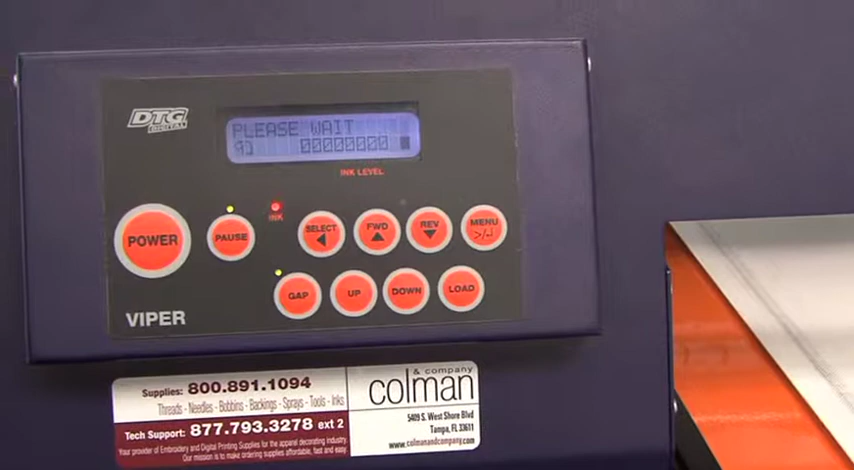 DTG
DIGITAL
PLEASE WAIT
00000000
INK LEVEL
INK
POWER
PAUSE
SELECT
FWD
REV
MENU
GAP
UP
DOWN
LOAD
VIPER
Supplies: 800.891.1094
Threads - Needles - Bobbins - Backings - Sprays - Tools - Inks
Tech Support: 877.793.3278 ext 2
Your provider of Embroidery and Digital Printing Supplies for the apparel decorating industry.
Our mission is to make ordering supplies affordable, fast and easy.
& COMPANY
colman
5409 S. West Shore Blvd
Tampa, FL 33611
www.colmanandcompany.com